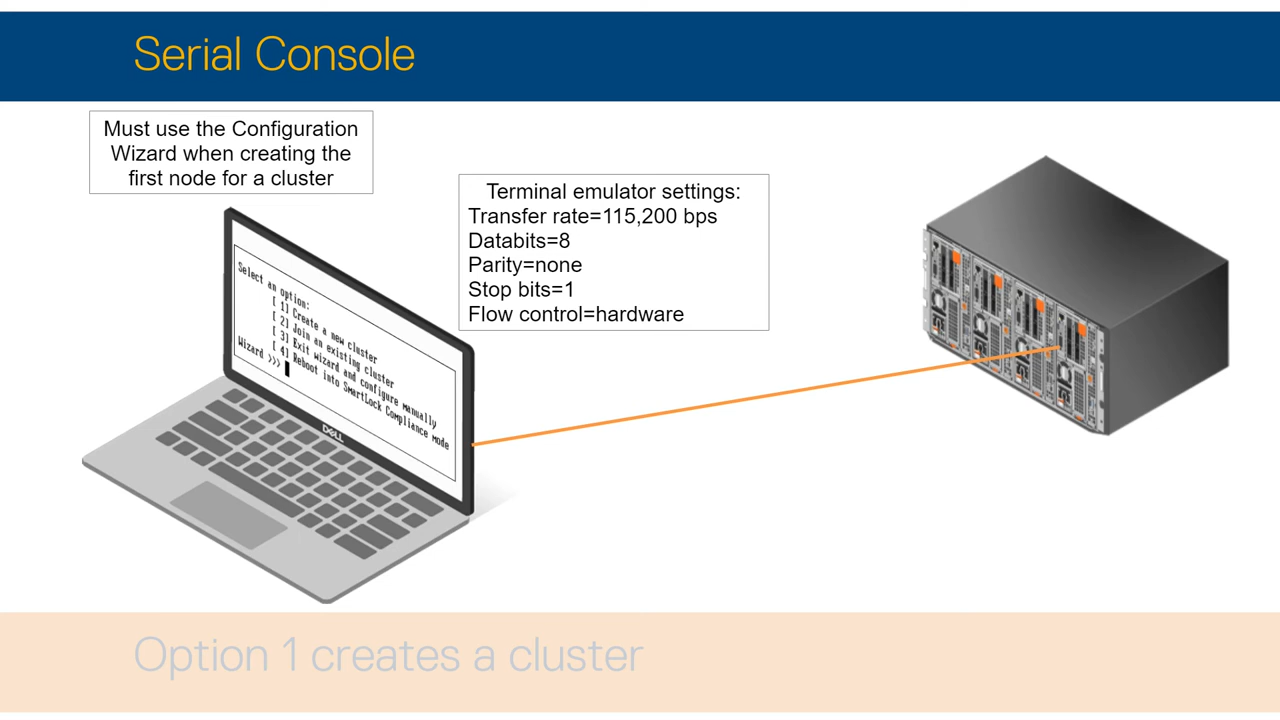 Serial Console
Must use the Configuration
Wizard when creating the
first node for a cluster
Terminal emulator settings:
Transfer rate=115,200 bps
Databits=8
Parity=none
Stop bits=1
Flow control=hardware
Select an option:
[ 1] Create a new cluster
[ 2] Join an existing cluster
[ 3] Exit wizard and configure manually
[ 4] Reboot into SmartLock Compliance mode
Wizard >>>
DELL
Option 1 creates a cluster